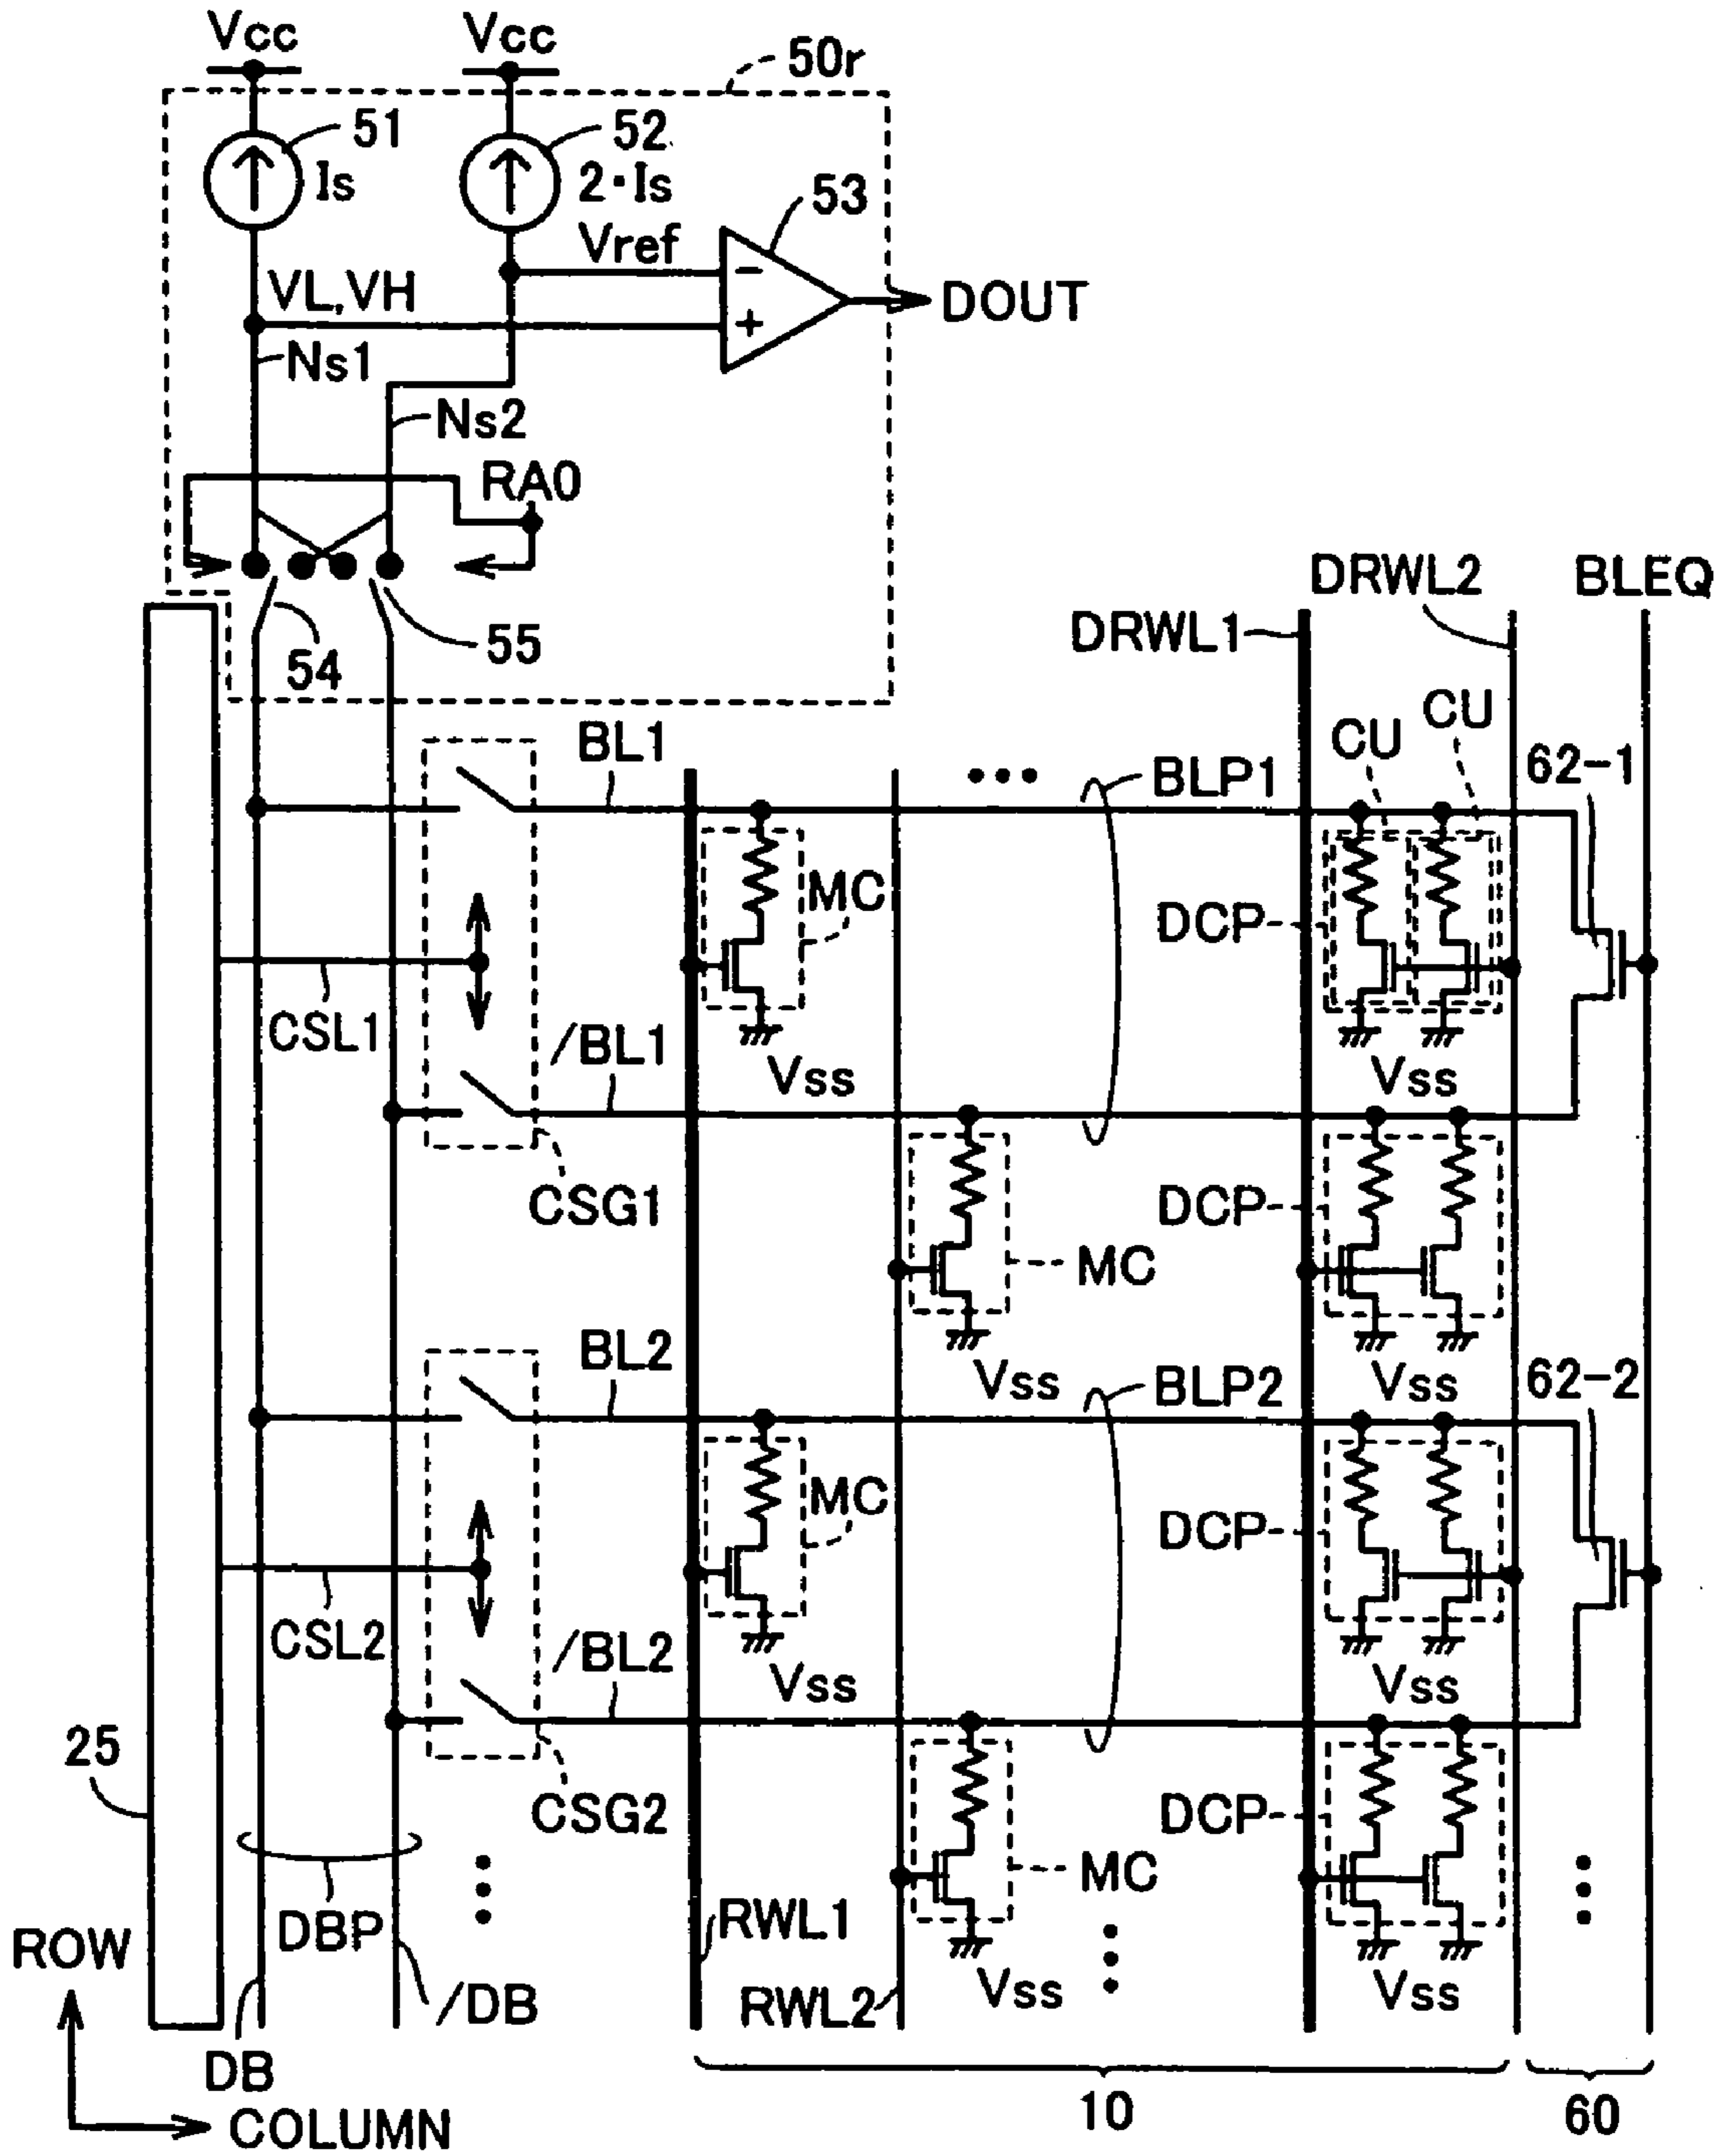 Vcc
Vcc
50r
51
Is
52
2·Is
53
Vref
VL,VH
DOUT
Ns1
Ns2
RA0
DRWL2
BLEQ
DRWL1
55
54
CU
CU
BL1
BLP1
62-1
MC
DCP
CSL1
/BL1
Vss
Vss
CSG1
DCP
MC
BL2
Vss
BLP2
Vss
62-2
MC
DCP
CSL2
/BL2
Vss
Vss
25
CSG2
DCP
MC
DBP
RWL1
ROW
Vss
Vss
/DB
RWL2
DB
10
60
COLUMN